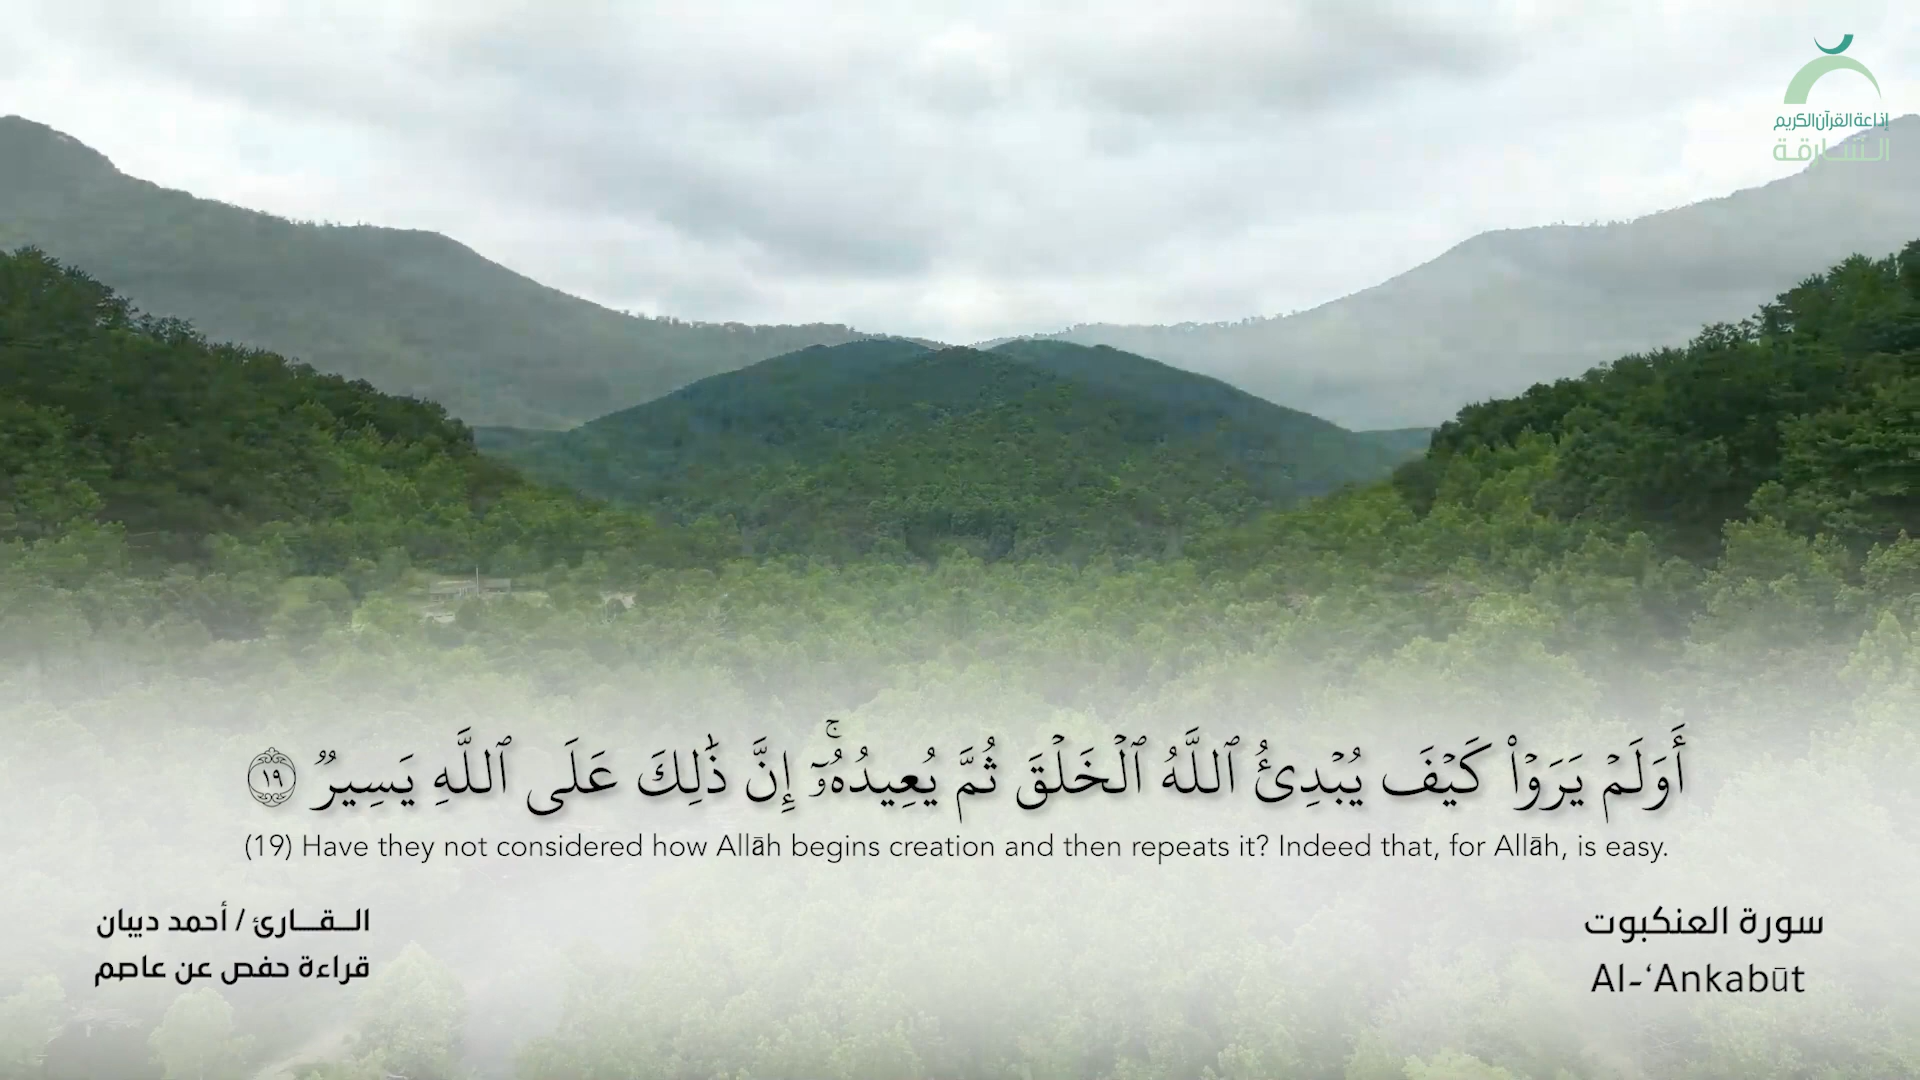 إذاعة القرآن الكريم
الشارقة
أَوَلَمْ يَرَوْا۟ كَيْفَ يُبْدِئُ ٱللَّهُ ٱلْخَلْقَ ثُمَّ يُعِيدُهُۥٓ ۚ إِنَّ ذَٰلِكَ عَلَى ٱللَّهِ يَسِيرٌ ١٩
(19) Have they not considered how Allāh begins creation and then repeats it? Indeed that, for Allāh, is easy.
سورة العنكبوت
Al-‘Ankabūt
القارئ / أحمد ديبان
قراءة حفص عن عاصم